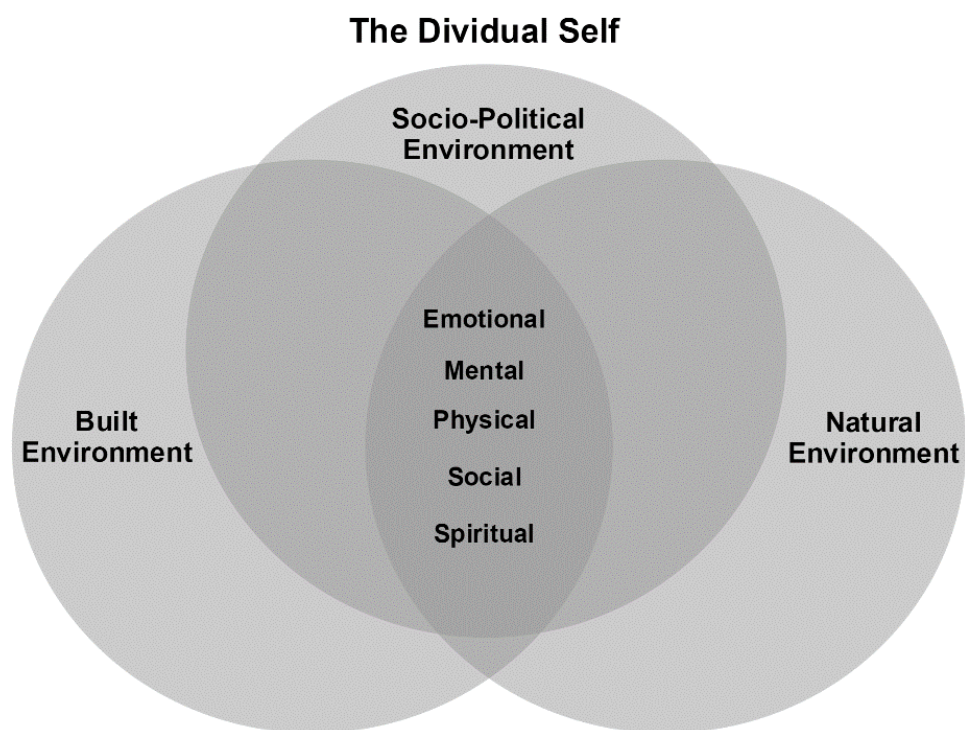 The Dividual Self
Socio-Political
Environment
Emotional
Mental
Physical
Social
Spiritual
Built
Environment
Natural
Environment